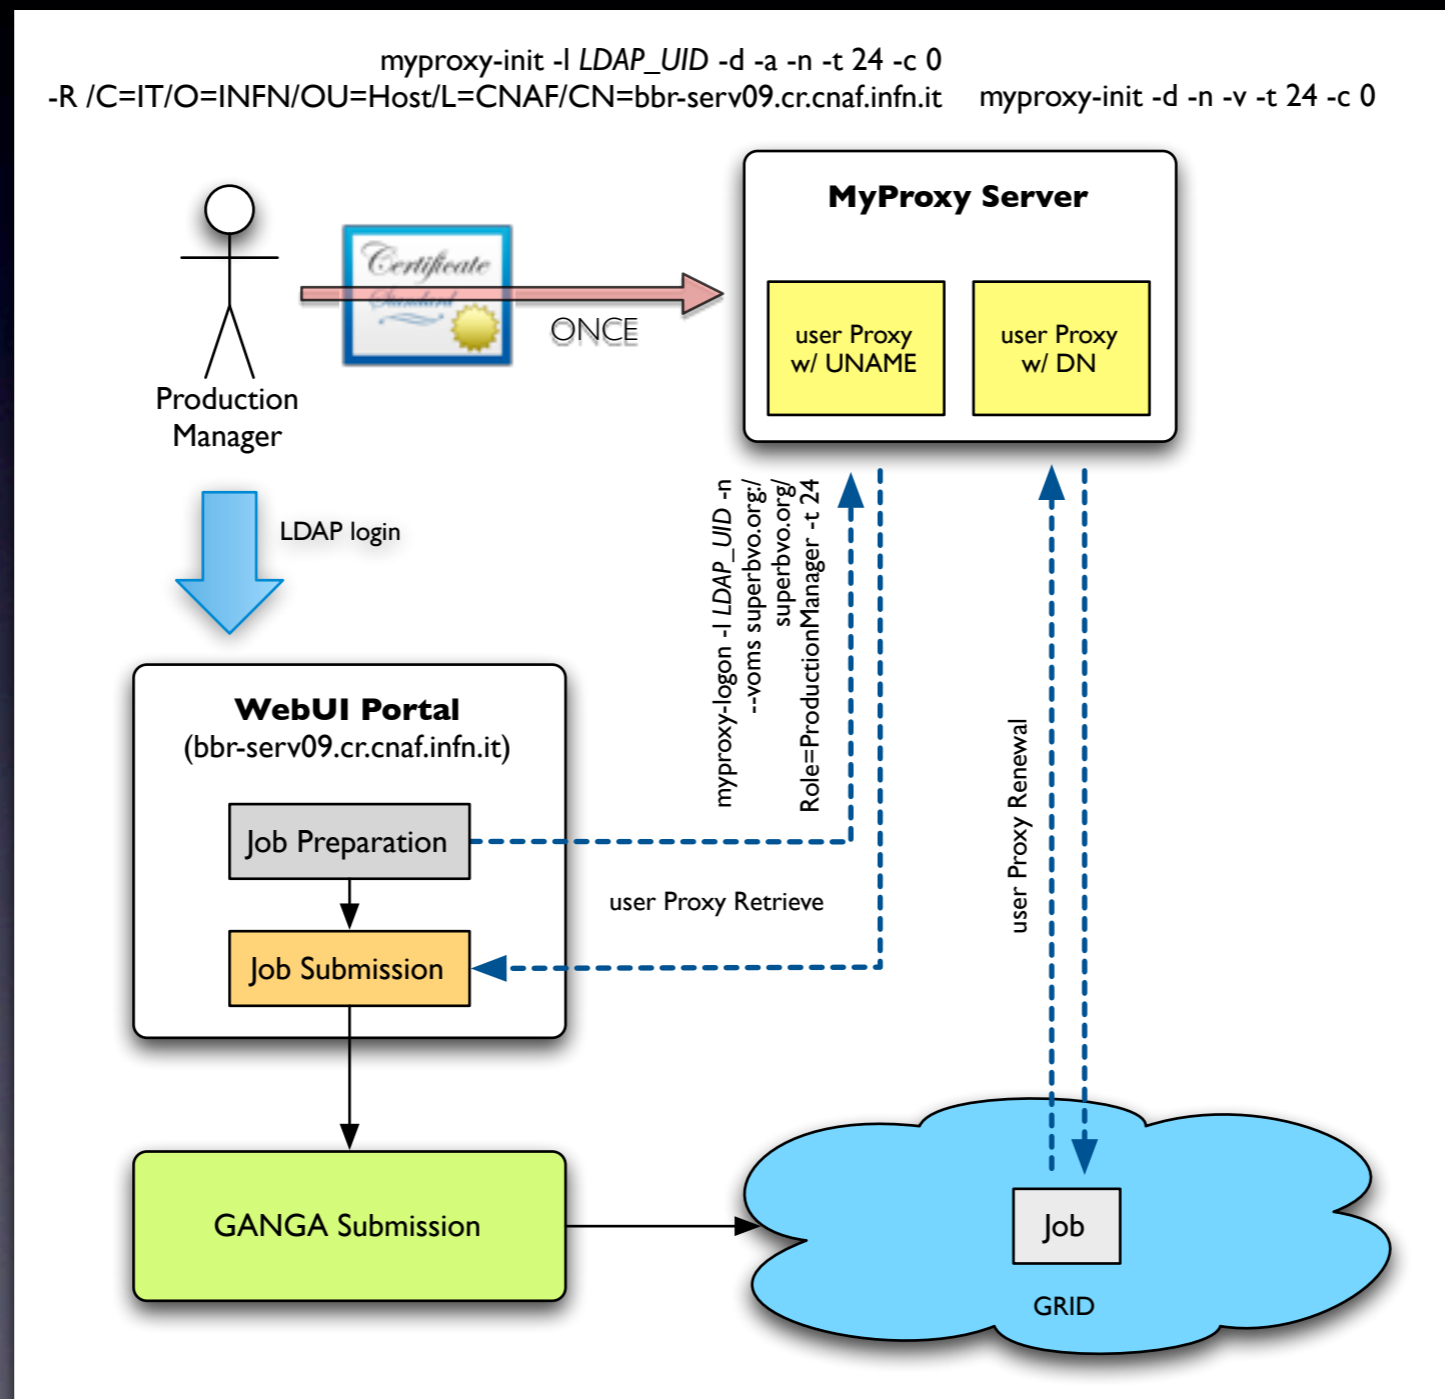 myproxy-init -l LDAP_UID -d -a -n -t 24 -c 0
-R /C=IT/O=INFN/OU=Host/L=CNAF/CN=bbr-serv09.cr.cnaf.infn.it
myproxy-init -d -n -v -t 24 -c 0
MyProxy Server
Certificate
Standard
ONCE
user Proxy
w/ UNAME
user Proxy
w/ DN
Production
Manager
LDAP login
myproxy-logon -l LDAP_UID -n
--voms superbvo.org:/
superbvo.org/
Role=ProductionManager -t 24
WebUI Portal
(bbr-serv09.cr.cnaf.infn.it)
Job Preparation
user Proxy Retrieve
user Proxy Renewal
Job Submission
GANGA Submission
Job
GRID